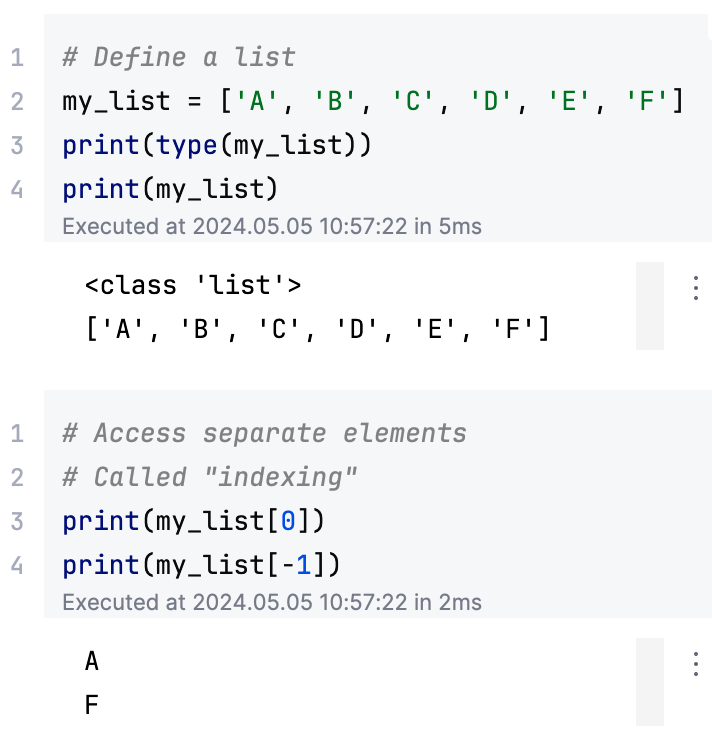 1 # Define a list
2 my_list = ['A', 'B', 'C', 'D', 'E', 'F']
3 print(type(my_list))
4 print(my_list)
Executed at 2024.05.05 10:57:22 in 5ms
<class 'list'>
['A', 'B', 'C', 'D', 'E', 'F']
1 # Access separate elements
2 # Called "indexing"
3 print(my_list[0])
4 print(my_list[-1])
Executed at 2024.05.05 10:57:22 in 2ms
A
F